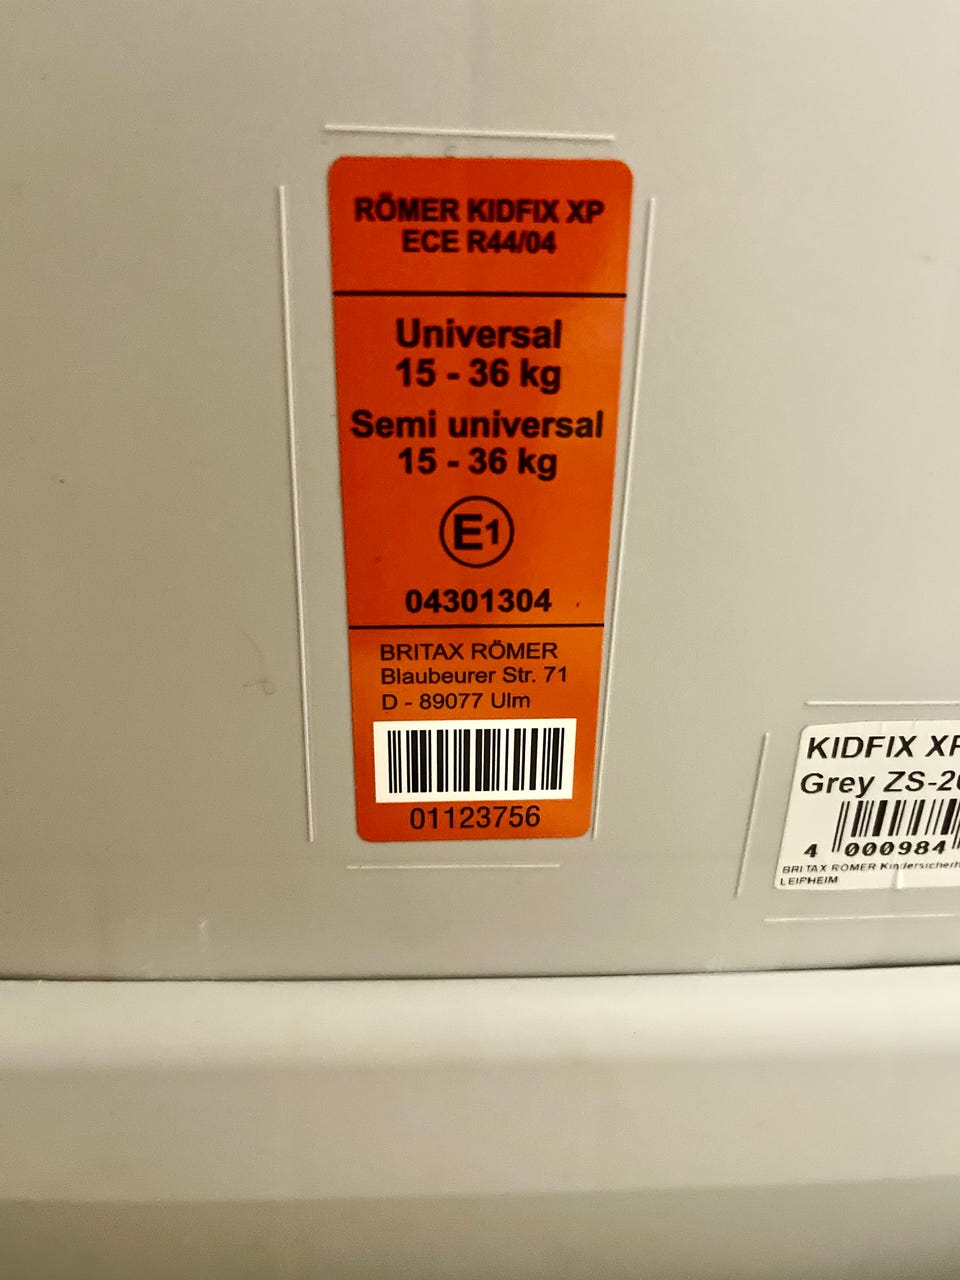 RÖMER KIDFIX XP
ECE R44/04
Universal
15 - 36 kg
Semi universal
15 - 36 kg
E1
04301304
BRITAX RÖMER
Blaubeurer Str. 71
D - 89077 Ulm
01123756
KIDFIX XP
Grey ZS-20
4 000984
BRITAX RÖMER
LEIPHEIM